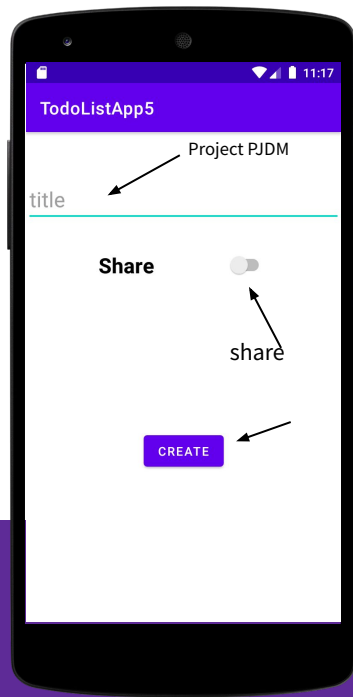 11:17
TodoListApp5
Project PJDM
title
Share
share
CREATE